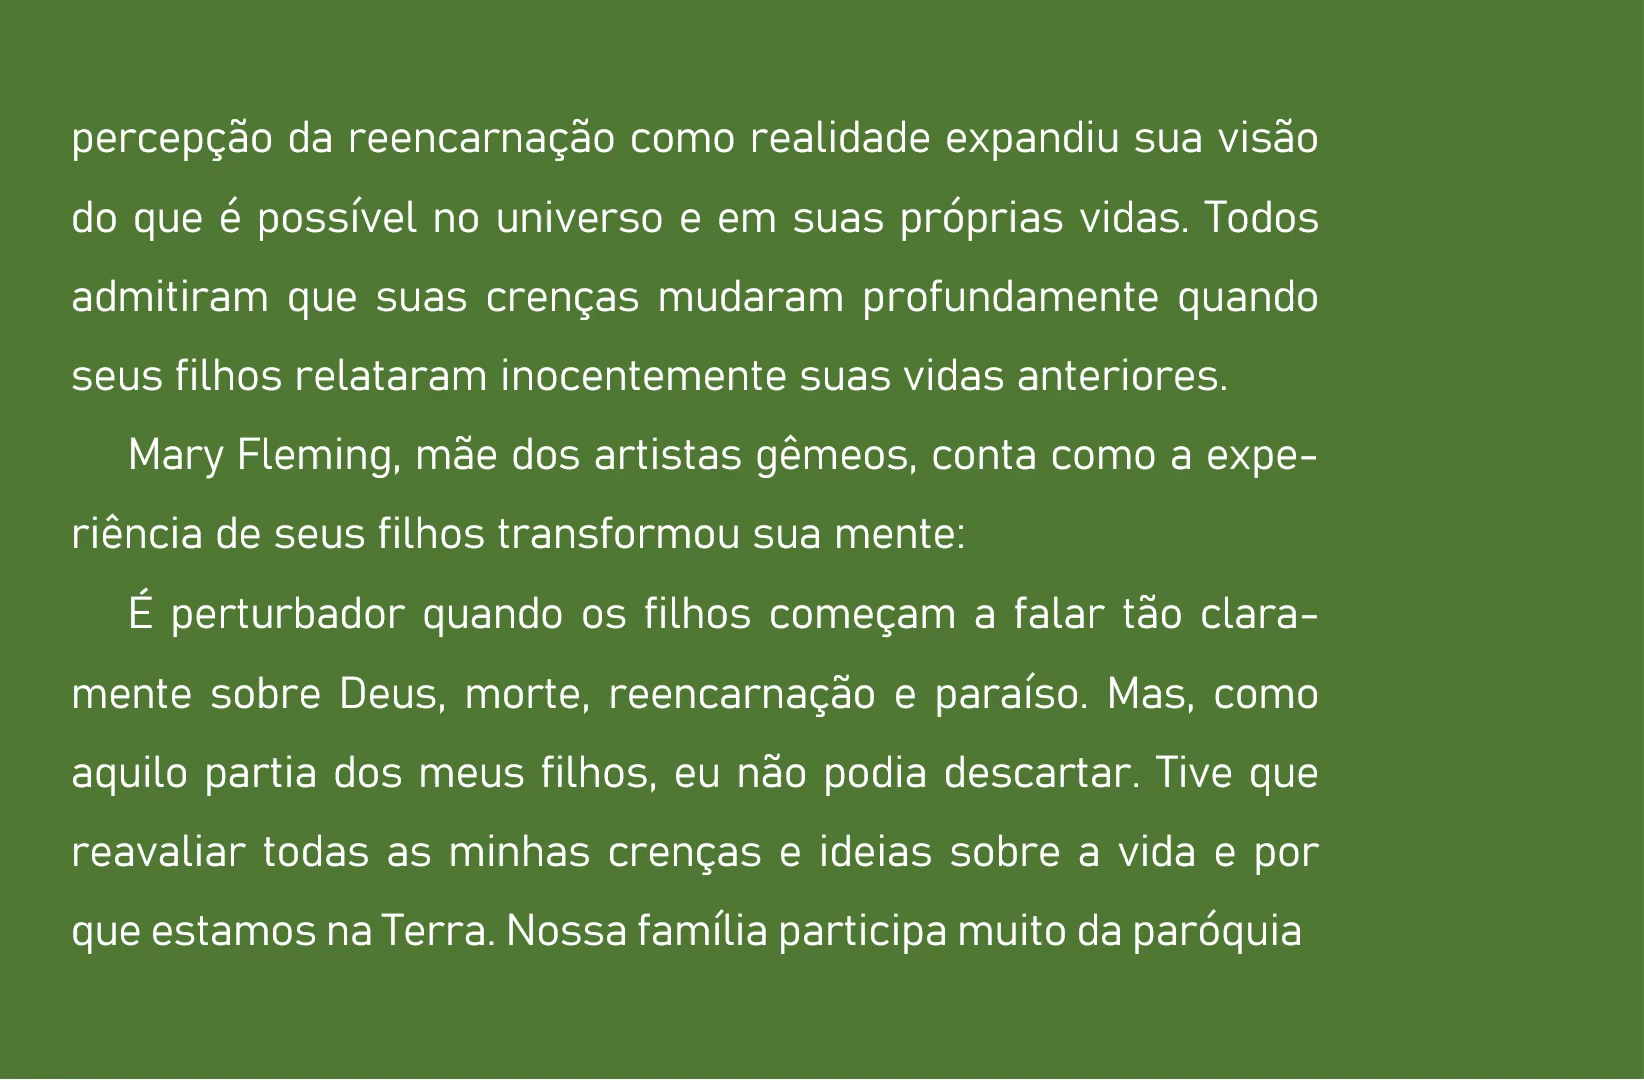 percepção da reencarnação como realidade expandiu sua visão
do que é possível no universo e em suas próprias vidas. Todos
admitiram que suas crenças mudaram profundamente quando
seus filhos relataram inocentemente suas vidas anteriores.
Mary Fleming, mãe dos artistas gêmeos, conta como a expe-
riência de seus filhos transformou sua mente:
É perturbador quando os filhos começam a falar tão clara-
mente sobre Deus, morte, reencarnação e paraíso. Mas, como
aquilo partia dos meus filhos, eu não podia descartar. Tive que
reavaliar todas as minhas crenças e ideias sobre a vida e por
que estamos na Terra. Nossa família participa muito da paróquia